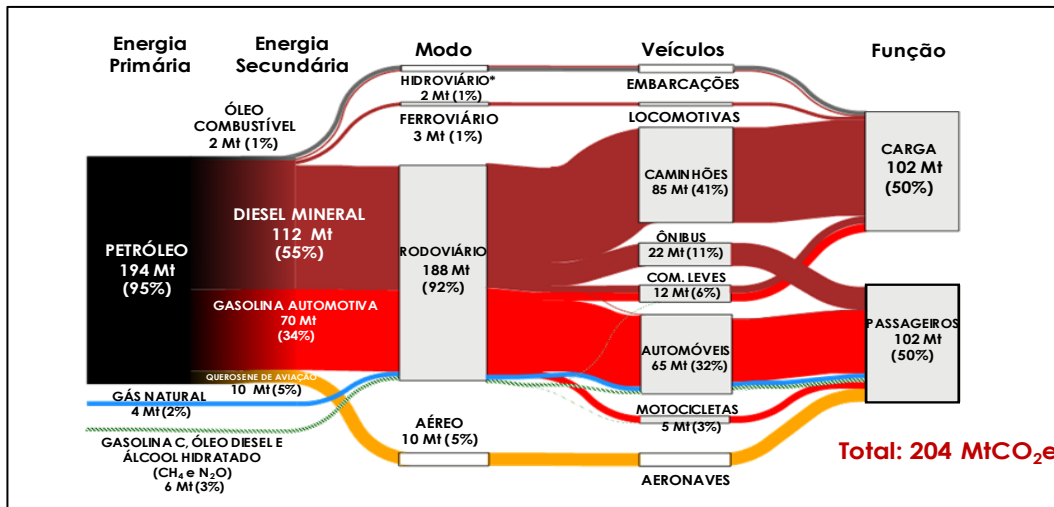 Energia
Primária
Energia
Secundária
Modo
Veículos
Função
ÓLEO
COMBUSTÍVEL
2 Mt (1%)
PETRÓLEO
194 Mt
(95%)
DIESEL MINERAL
112 Mt
(55%)
GASOLINA AUTOMOTIVA
70 Mt
(34%)
QUEROSENE DE AVIAÇÃO
10 Mt (5%)
GÁS NATURAL
4 Mt (2%)
GASOLINA C, ÓLEO DIESEL E
ÁLCOOL HIDRATADO
(CH₄ e N₂O)
6 Mt (3%)
HIDROVIÁRIO*
2 Mt (1%)
FERROVIÁRIO
3 Mt (1%)
RODOVIÁRIO
188 Mt
(92%)
AÉREO
10 Mt (5%)
EMBARCAÇÕES
LOCOMOTIVAS
CAMINHÕES
85 Mt (41%)
ÔNIBUS
22 Mt (11%)
COM. LEVES
12 Mt (6%)
AUTOMÓVEIS
65 Mt (32%)
MOTOCICLETAS
5 Mt (3%)
AERONAVES
CARGA
102 Mt
(50%)
PASSAGEIROS
102 Mt
(50%)
Total: 204 MtCO₂e